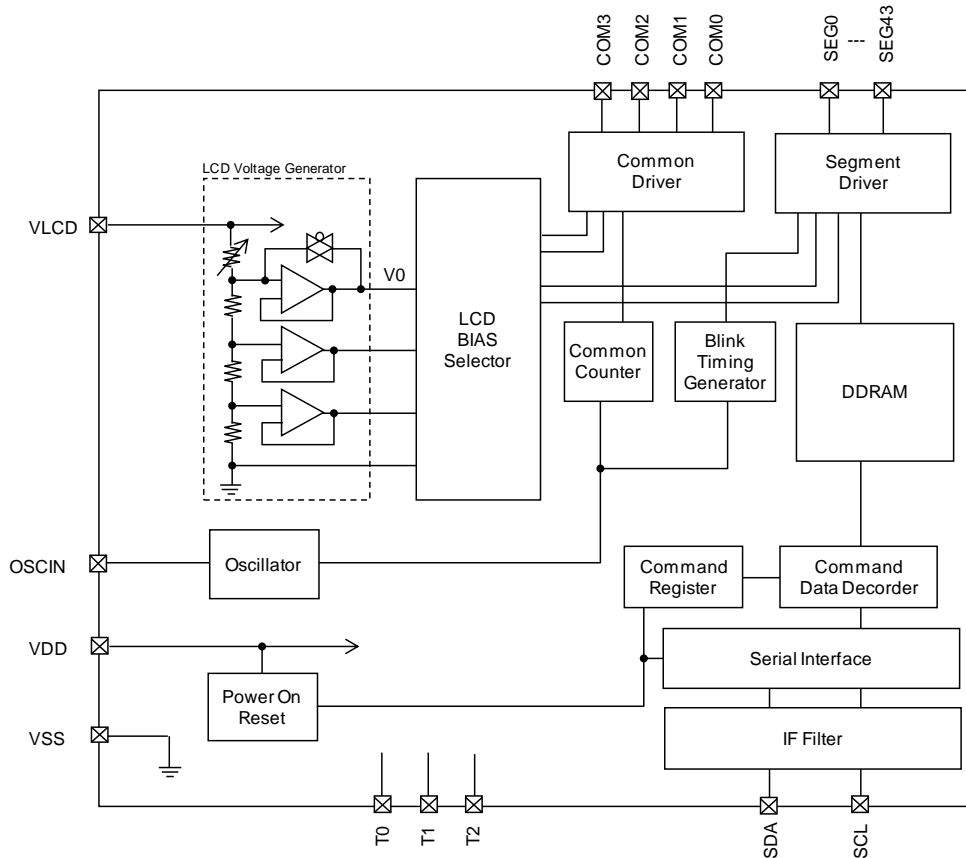 COM3
COM2
COM1
COM0
SEG0
---
SEG43
LCD Voltage Generator
Common
Driver
Segment
Driver
VLCD
V0
LCD
BIAS
Selector
Common
Counter
Blink
Timing
Generator
DDRAM
OSCIN
Oscillator
Command
Register
Command
Data Decorder
VDD
Serial Interface
Power On
Reset
VSS
IF Filter
T0
T1
T2
SDA
SCL